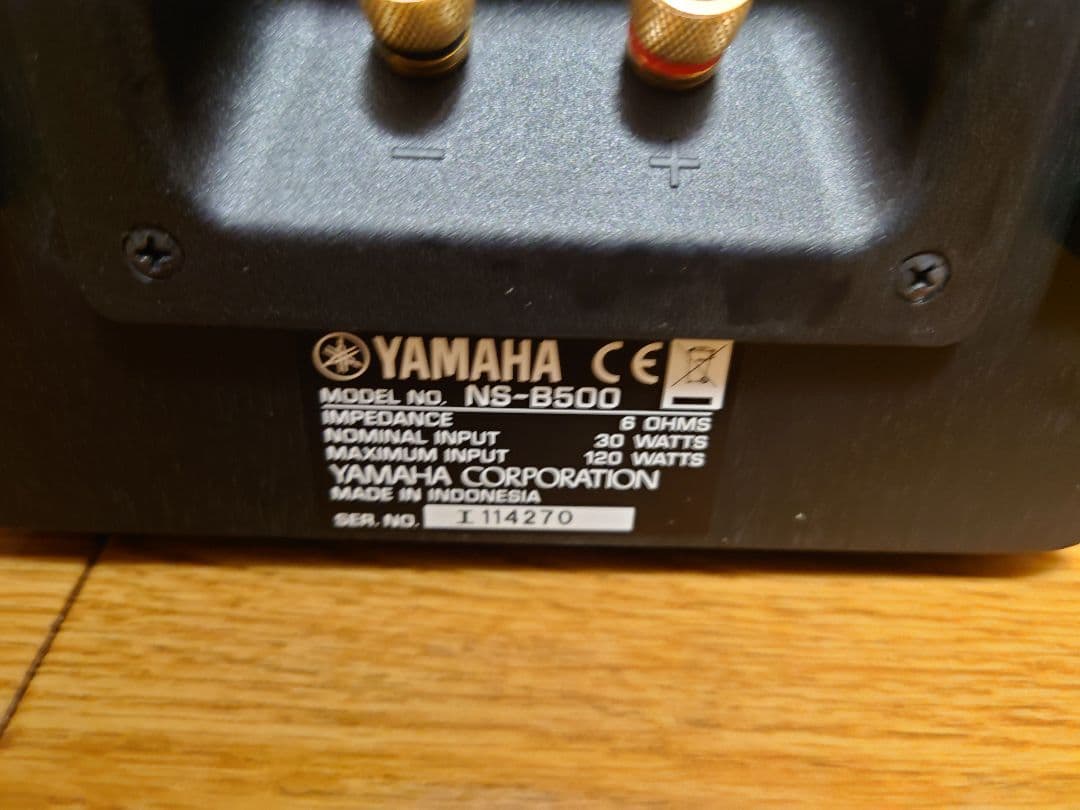 − +
YAMAHA CE
MODEL NO. NS-B500
IMPEDANCE 6 OHMS
NOMINAL INPUT 30 WATTS
MAXIMUM INPUT 120 WATTS
YAMAHA CORPORATION
MADE IN INDONESIA
SER. NO. I 114270